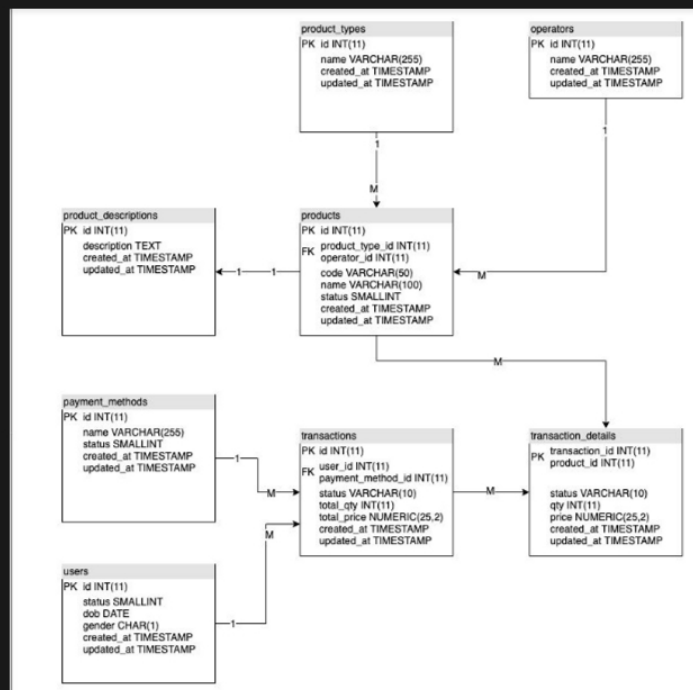 product_types
PK id INT(11)
name VARCHAR(255)
created_at TIMESTAMP
updated_at TIMESTAMP
operators
PK id INT(11)
name VARCHAR(255)
created_at TIMESTAMP
updated_at TIMESTAMP
1
1
M
product_descriptions
PK id INT(11)
description TEXT
created_at TIMESTAMP
updated_at TIMESTAMP
1
1
products
PK id INT(11)
FK product_type_id INT(11)
operator_id INT(11)
code VARCHAR(50)
name VARCHAR(100)
status SMALLINT
created_at TIMESTAMP
updated_at TIMESTAMP
M
M
payment_methods
PK id INT(11)
name VARCHAR(255)
status SMALLINT
created_at TIMESTAMP
updated_at TIMESTAMP
1
M
transactions
PK id INT(11)
FK user_id INT(11)
payment_method_id INT(11)
status VARCHAR(10)
total_qty INT(11)
total_price NUMERIC(25,2)
created_at TIMESTAMP
updated_at TIMESTAMP
M
transaction_details
PK transaction_id INT(11)
product_id INT(11)
status VARCHAR(10)
qty INT(11)
price NUMERIC(25,2)
created_at TIMESTAMP
updated_at TIMESTAMP
M
users
PK id INT(11)
status SMALLINT
dob DATE
gender CHAR(1)
created_at TIMESTAMP
updated_at TIMESTAMP
1